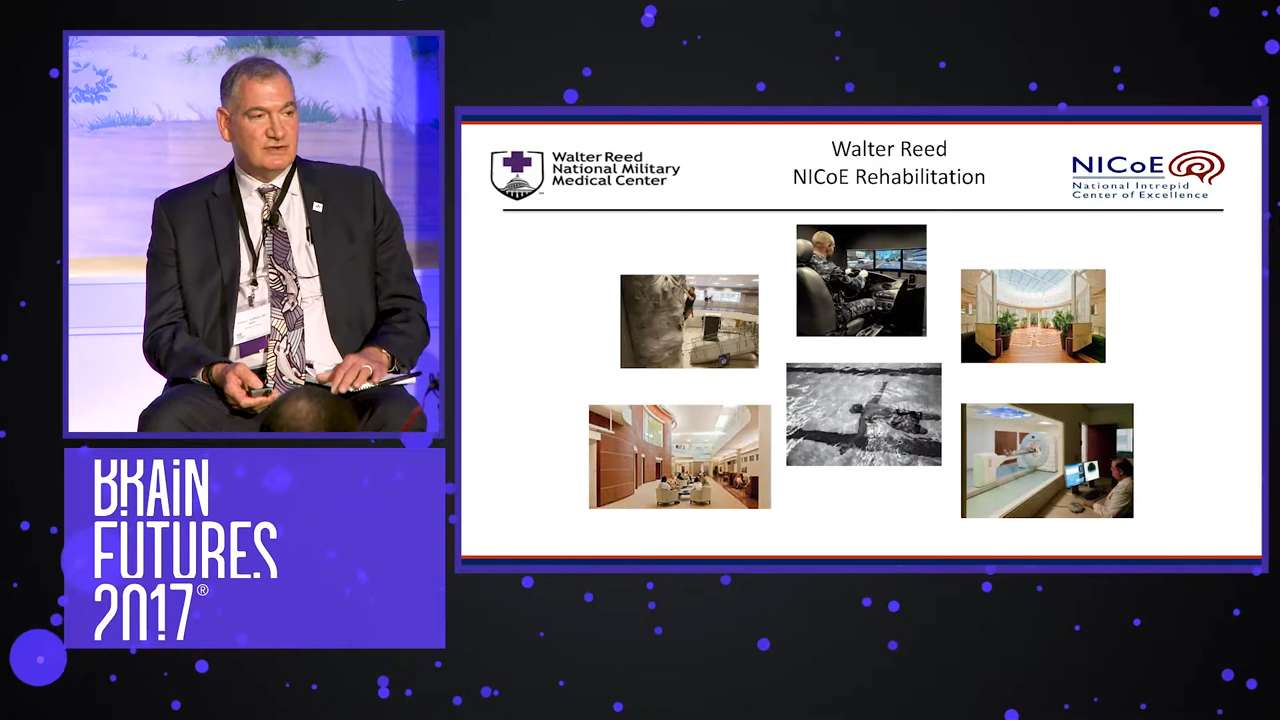 BRAIN
FUTURES
2017®
Walter Reed
National Military
Medical Center
Walter Reed
NICoE Rehabilitation
NICoE
National Intrepid
Center of Excellence